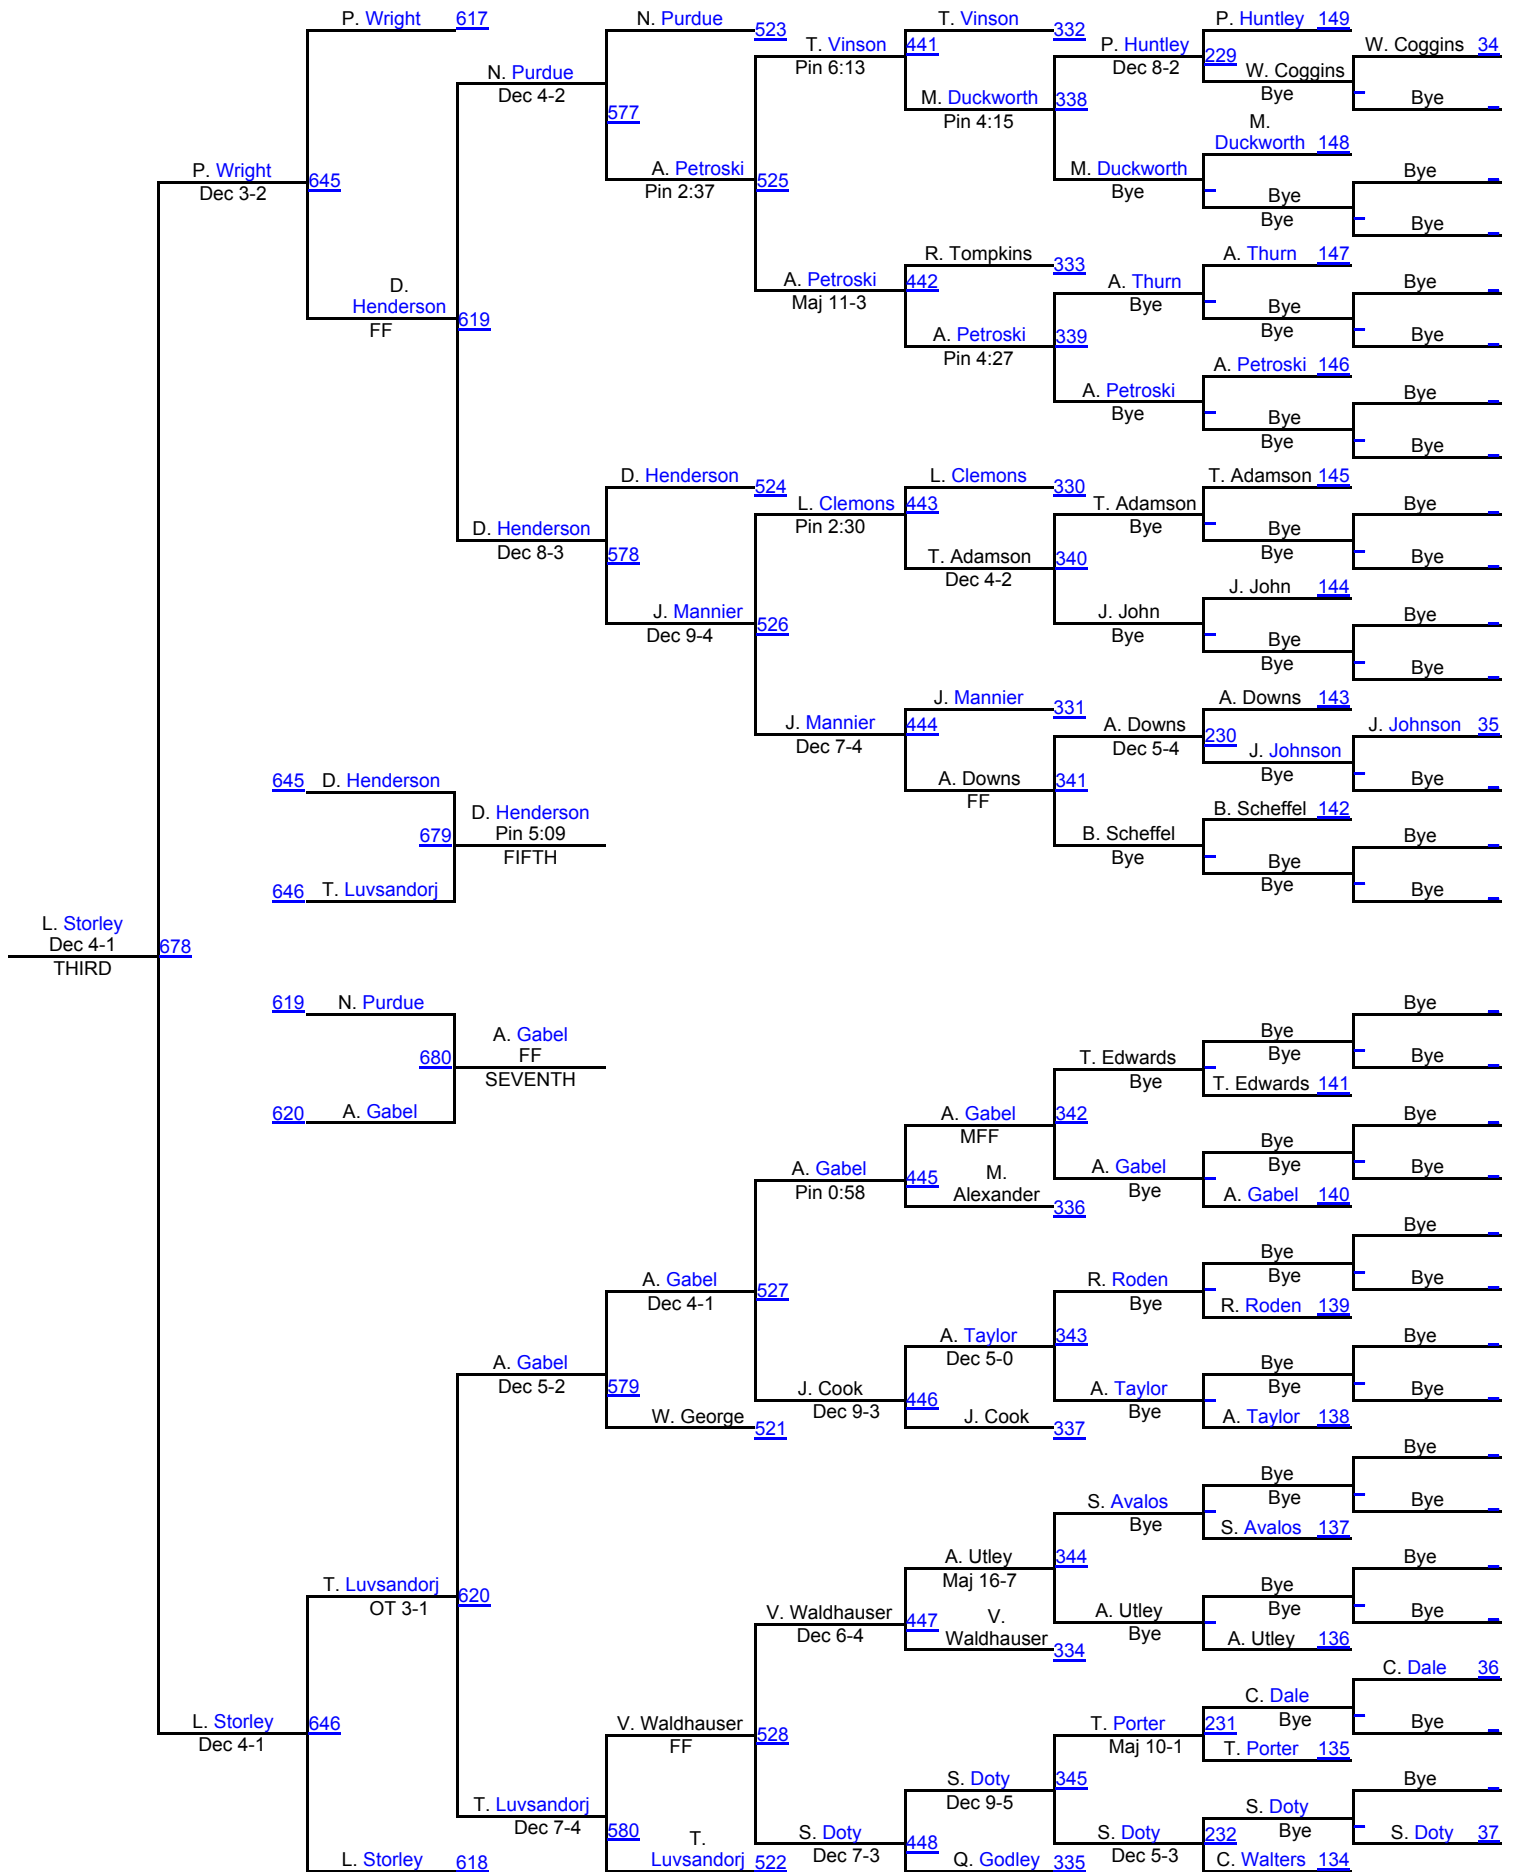 P. Wright 617
N. Purdue 523
T. Vinson 332
P. Huntley 149
T. Vinson 441
Pin 6:13
P. Huntley 229
Dec 8-2
W. Coggins 34
N. Purdue
Dec 4-2
W. Coggins
Bye
577
M. Duckworth 338
Pin 4:15
Bye
M.
Duckworth 148
P. Wright 645
Dec 3-2
A. Petroski 525
Pin 2:37
M. Duckworth
Bye
Bye
Bye
Bye
Bye
R. Tompkins 333
A. Thurn 147
D.
Henderson 619
FF
A. Petroski 442
Maj 11-3
A. Thurn
Bye
Bye
Bye
Bye
A. Petroski 339
Pin 4:27
Bye
A. Petroski 146
A. Petroski
Bye
Bye
Bye
Bye
Bye
D. Henderson 524
L. Clemons 330
T. Adamson 145
L. Clemons 443
Pin 2:30
T. Adamson
Bye
Bye
D. Henderson
Dec 8-3
578
T. Adamson 340
Dec 4-2
Bye
Bye
Bye
J. John 144
J. Mannier 526
Dec 9-4
J. John
Bye
Bye
Bye
Bye
Bye
J. Mannier 331
A. Downs 143
J. Mannier 444
Dec 7-4
A. Downs 230
Dec 5-4
J. Johnson 35
J. Johnson
Bye
645 D. Henderson
A. Downs 341
FF
Bye
D. Henderson
679 Pin 5:09
FIFTH
B. Scheffel 142
B. Scheffel
Bye
Bye
Bye
Bye
646 T. Luvsandorj
Bye
L. Storley
Dec 4-1 678
THIRD
619 N. Purdue
Bye
A. Gabel
680 FF
SEVENTH
Bye
Bye
Bye
T. Edwards
Bye
T. Edwards 141
620 A. Gabel
A. Gabel 342
MFF
Bye
Bye
Bye
A. Gabel 445
Pin 0:58
M.
Alexander 336
A. Gabel
Bye
Bye
A. Gabel 140
Bye
Bye
Bye
A. Gabel 527
Dec 4-1
R. Roden
Bye
Bye
R. Roden 139
A. Taylor 343
Dec 5-0
Bye
A. Gabel
Dec 5-2
579
Bye
Bye
J. Cook 446
Dec 9-3
A. Taylor
Bye
Bye
W. George 521
J. Cook 337
A. Taylor 138
Bye
Bye
Bye
S. Avalos
Bye
Bye
S. Avalos 137
A. Utley 344
Maj 16-7
Bye
T. Luvsandorj 620
OT 3-1
Bye
Bye
V. Waldhauser 447
Dec 6-4
V.
Waldhauser 334
A. Utley
Bye
Bye
A. Utley 136
C. Dale 36
C. Dale
Bye
L. Storley 646
Dec 4-1
V. Waldhauser 528
FF
T. Porter 231
Maj 10-1
Bye
T. Porter 135
S. Doty 345
Dec 9-5
Bye
T. Luvsandorj
Dec 7-4
580
S. Doty
Bye
S. Doty 448
Dec 7-3
S. Doty 232
Dec 5-3
S. Doty 37
L. Storley 618
T.
Luvsandorj 522
Q. Godley 335
C. Walters 134